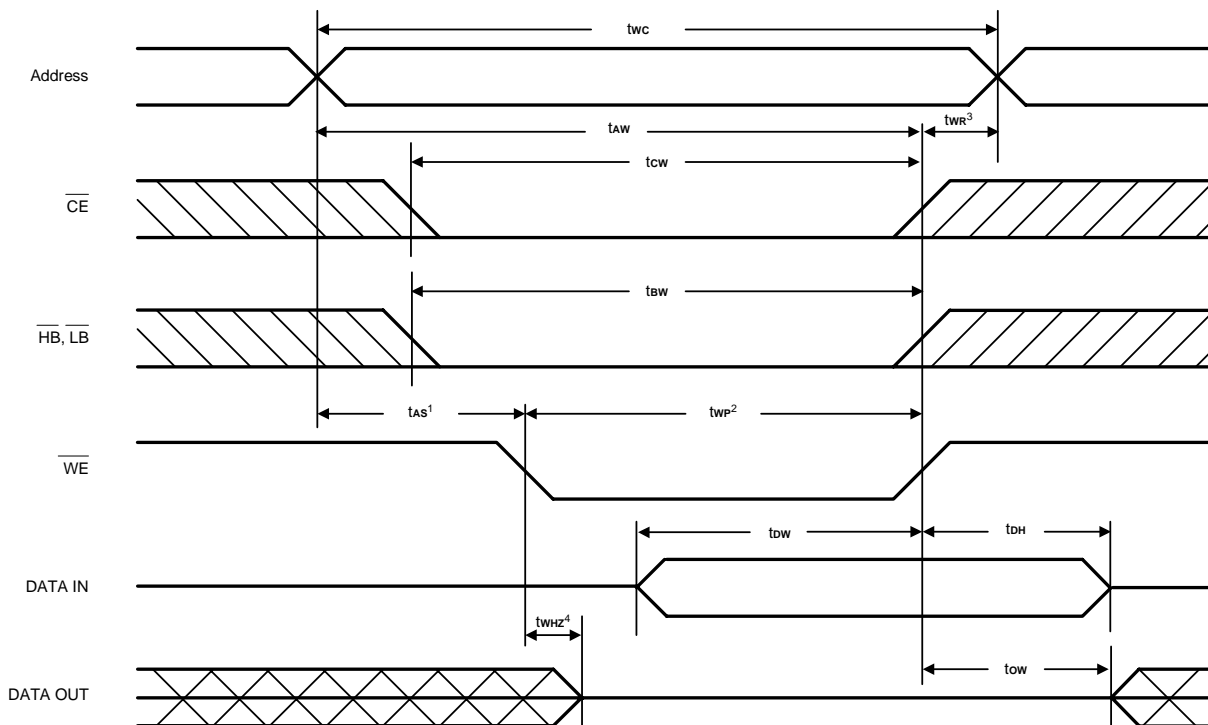 tWC
Address
tAW
tWR3
tCW
CE
tBW
HB, LB
tAS1
tWP2
WE
tDW
tDH
DATA IN
tWHZ4
tOW
DATA OUT